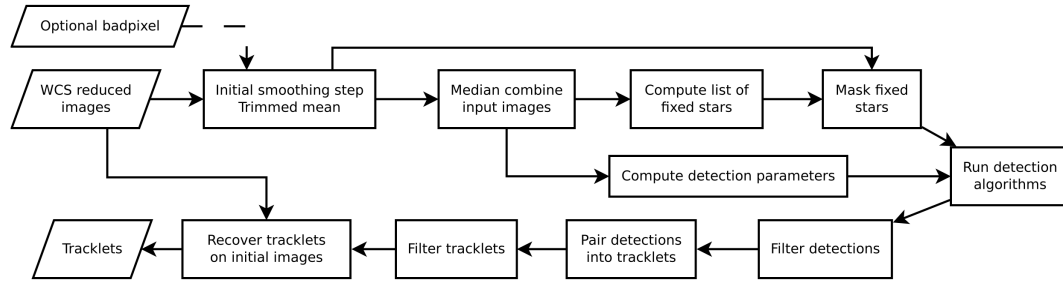 Optional badpixel
WCS reduced
images
Initial smoothing step
Trimmed mean
Median combine
input images
Compute list of
fixed stars
Mask fixed
stars
Compute detection parameters
Run detection
algorithms
Tracklets
Recover tracklets
on initial images
Filter tracklets
Pair detections
into tracklets
Filter detections